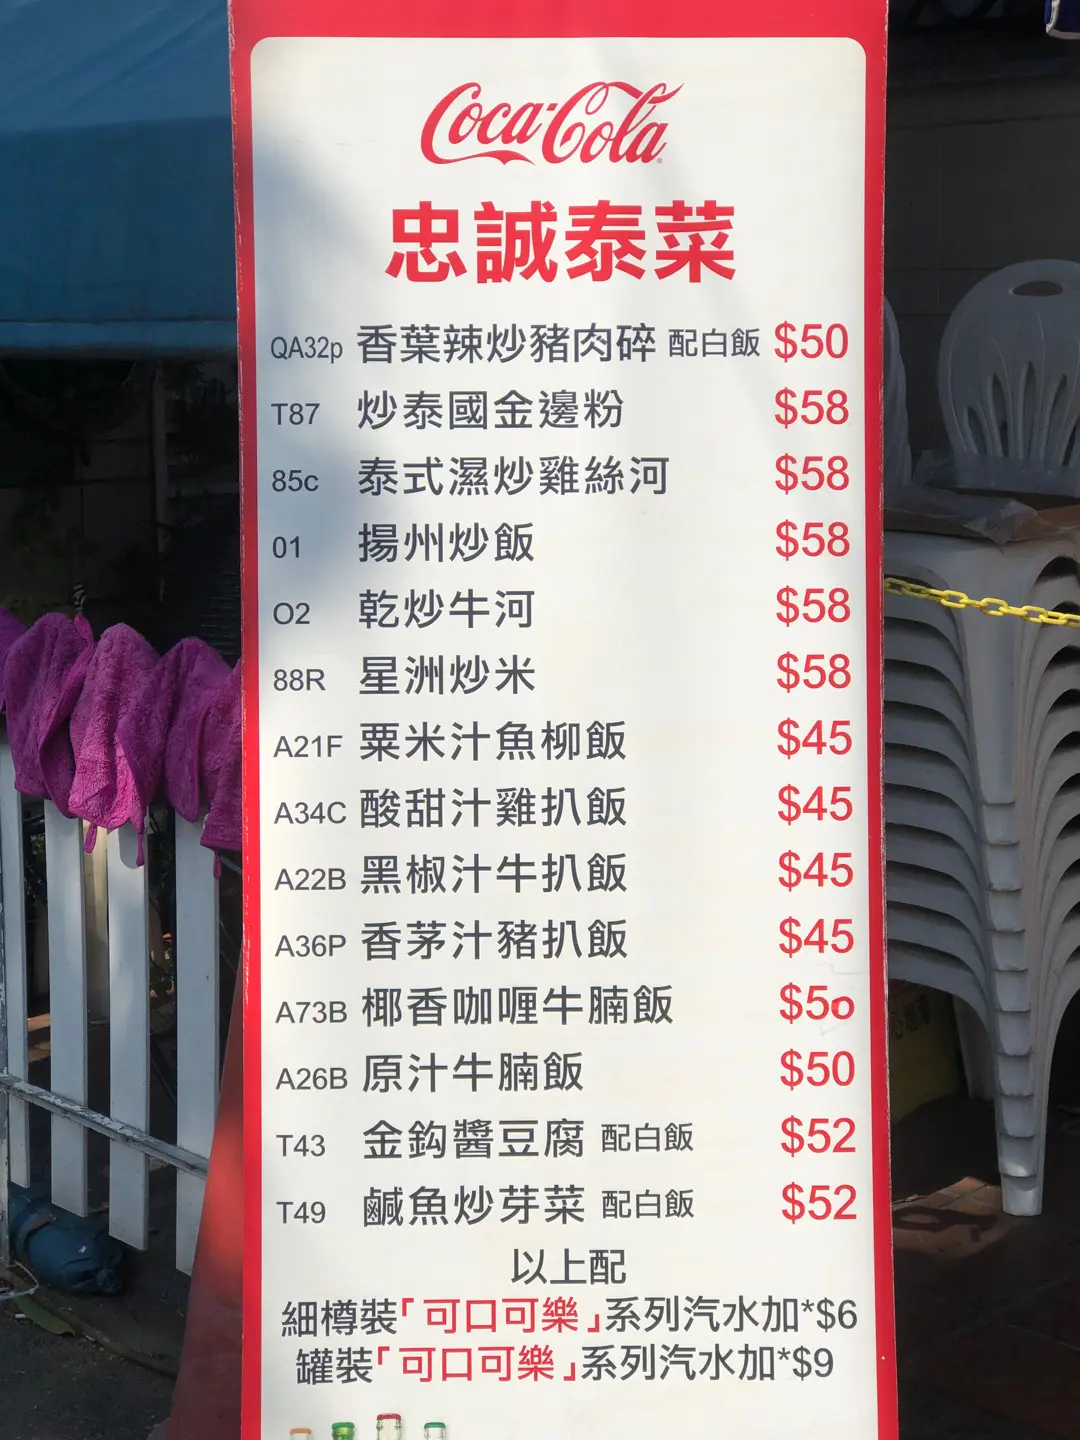 Coca-Cola
忠誠泰菜
QA32p 香葉辣炒豬肉碎 配白飯 $50
T87 炒泰國金邊粉 $58
85c 泰式濕炒雞絲河 $58
01 揚州炒飯 $58
O2 乾炒牛河 $58
88R 星洲炒米 $58
A21F 粟米汁魚柳飯 $45
A34C 酸甜汁雞扒飯 $45
A22B 黑椒汁牛扒飯 $45
A36P 香茅汁豬扒飯 $45
A73B 椰香咖喱牛腩飯 $50
A26B 原汁牛腩飯 $50
T43 金鈎醬豆腐 配白飯 $52
T49 鹹魚炒芽菜 配白飯 $52
以上配
細樽裝「可口可樂」系列汽水加*$6
罐裝「可口可樂」系列汽水加*$9